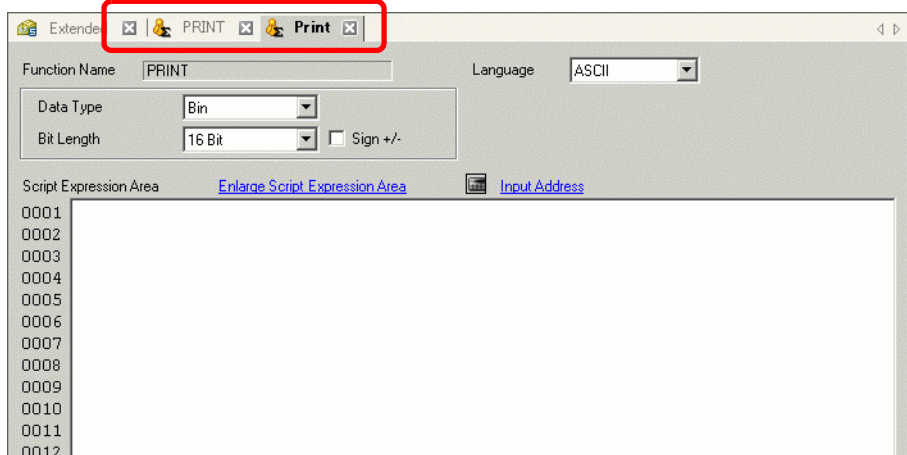 Extende PRINT Print
Function Name PRINT Language ASCII
Data Type Bin
Bit Length 16 Bit Sign +/-
Script Expression Area Enlarge Script Expression Area Input Address
0001
0002
0003
0004
0005
0006
0007
0008
0009
0010
0011
0012